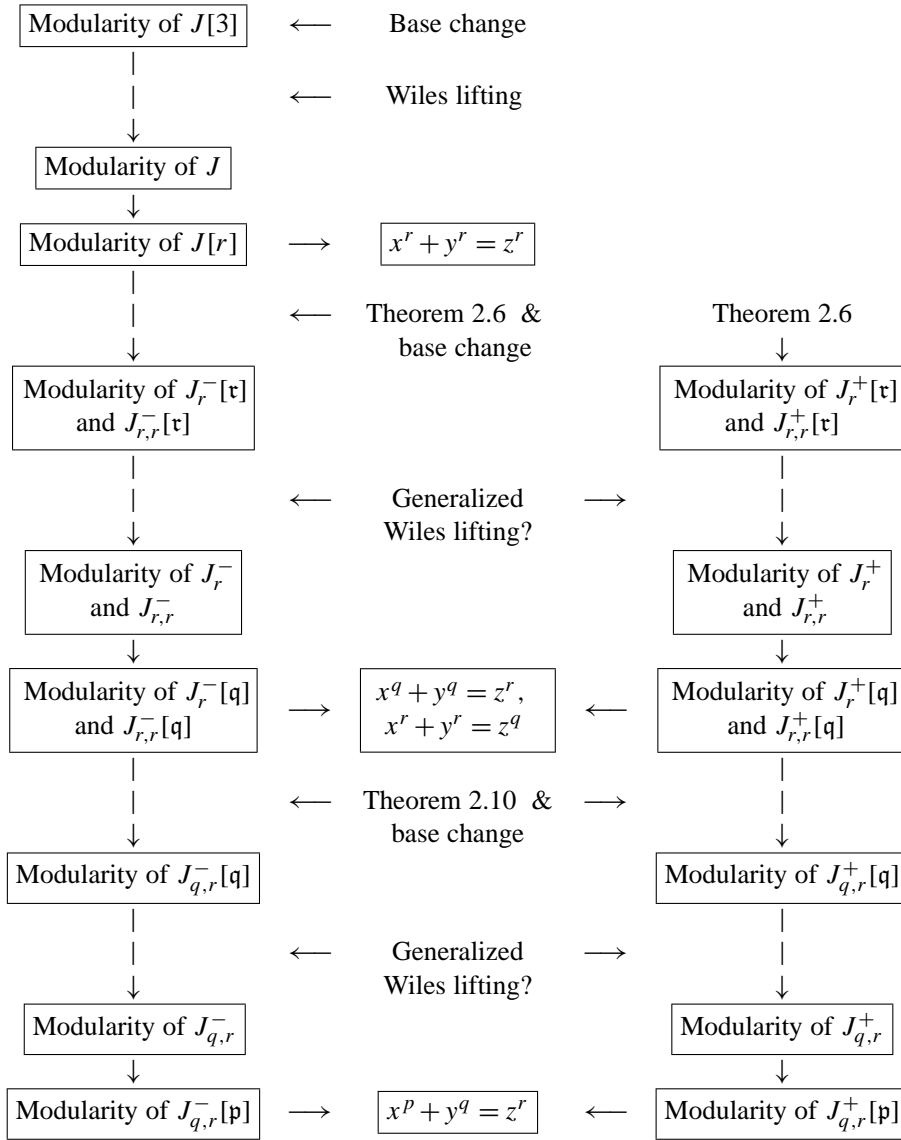 Modularity of J[3] ← Base change
← Wiles lifting
Modularity of J
Modularity of J[r] → x^r + y^r = z^r
← Theorem 2.6 & Theorem 2.6
base change
Modularity of J_r^−[𝔯] Modularity of J_r^+[𝔯]
and J_{r,r}^−[𝔯] and J_{r,r}^+[𝔯]
← Generalized →
Wiles lifting?
Modularity of J_r^− Modularity of J_r^+
and J_{r,r}^− and J_{r,r}^+
Modularity of J_r^−[𝔮] x^q + y^q = z^r, Modularity of J_r^+[𝔮]
and J_{r,r}^−[𝔮] → x^r + y^r = z^q ← and J_{r,r}^+[𝔮]
← Theorem 2.10 & →
base change
Modularity of J_{q,r}^−[𝔮] Modularity of J_{q,r}^+[𝔮]
← Generalized →
Wiles lifting?
Modularity of J_{q,r}^− Modularity of J_{q,r}^+
Modularity of J_{q,r}^−[𝔭] → x^p + y^q = z^r ← Modularity of J_{q,r}^+[𝔭]